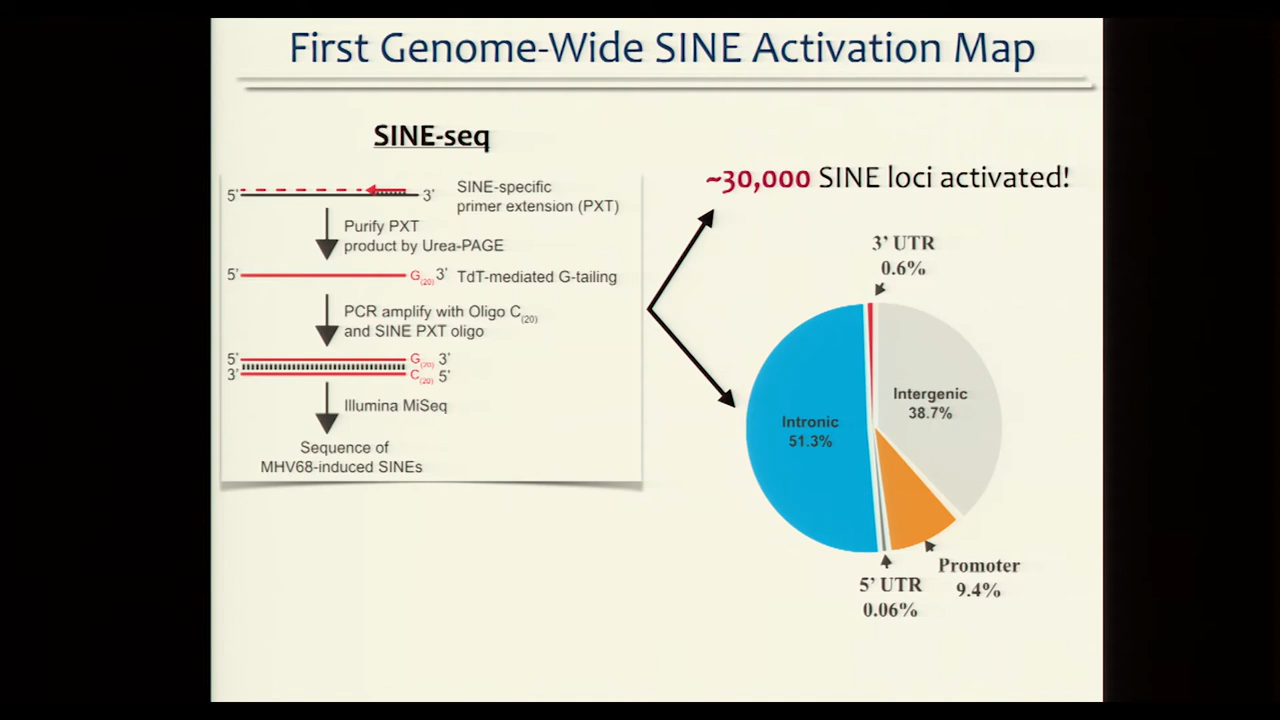 First Genome-Wide SINE Activation Map
SINE-seq
5’ 3’ SINE-specific
primer extension (PXT)
Purify PXT
product by Urea-PAGE
5’ G(20) 3’ TdT-mediated G-tailing
PCR amplify with Oligo C(20)
and SINE PXT oligo
5’ G(20) 3’
3’ C(20) 5’
Illumina MiSeq
Sequence of
MHV68-induced SINEs
~30,000 SINE loci activated!
3’ UTR
0.6%
Intergenic
38.7%
Intronic
51.3%
Promoter
9.4%
5’ UTR
0.06%